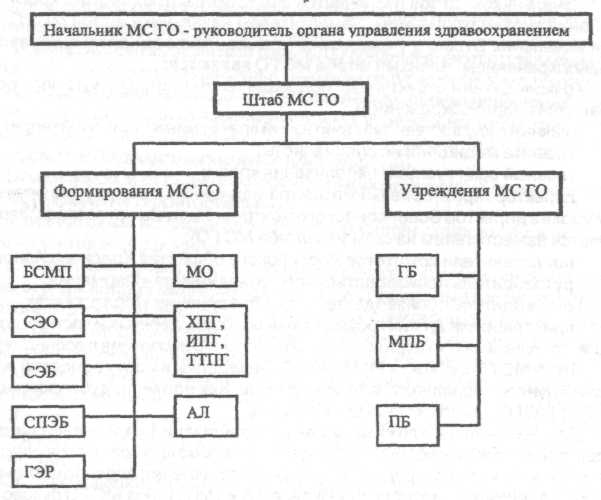 Начальник МС ГО - руководитель органа управления здравоохранением
Штаб МС ГО
Формирования МС ГО
Учреждения МС ГО
БСМП
МО
ГБ
СЭО
ХПГ,
ИПГ,
ТТПГ
МПБ
СЭБ
СПЭБ
АЛ
ПБ
ГЭР